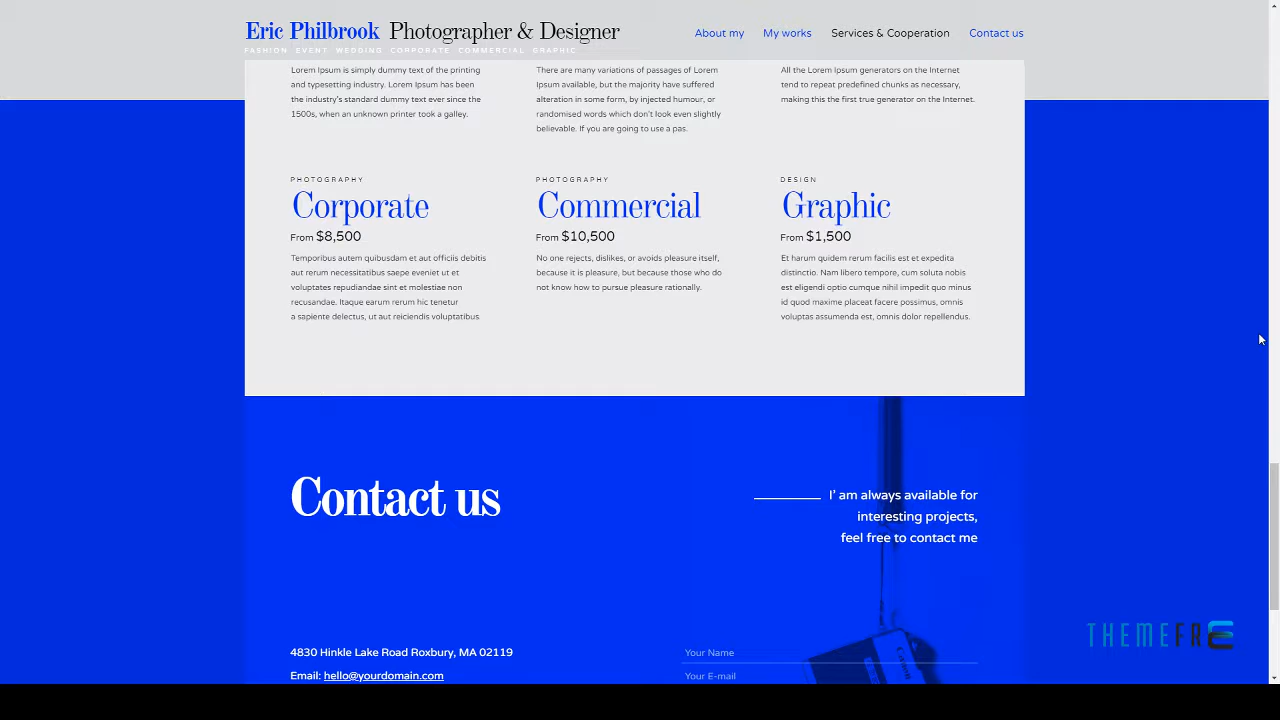 Eric Philbrook Photographer & Designer
FASHION EVENT WEDDING CORPORATE COMMERCIAL GRAPHIC
About my
My works
Services & Cooperation
Contact us
Lorem Ipsum is simply dummy text of the printing
and typesetting industry. Lorem Ipsum has been
the industry's standard dummy text ever since the
1500s, when an unknown printer took a galley.
There are many variations of passages of Lorem
Ipsum available, but the majority have suffered
alteration in some form, by injected humour, or
randomised words which don't look even slightly
believable. If you are going to use a pas.
All the Lorem Ipsum generators on the Internet
tend to repeat predefined chunks as necessary,
making this the first true generator on the Internet.
PHOTOGRAPHY
Corporate
From $8,500
Temporibus autem quibusdam et aut officiis debitis
aut rerum necessitatibus saepe eveniet ut et
voluptates repudiandae sint et molestiae non
recusandae. Itaque earum rerum hic tenetur
a sapiente delectus, ut aut reiciendis voluptatibus.
PHOTOGRAPHY
Commercial
From $10,500
No one rejects, dislikes, or avoids pleasure itself,
because it is pleasure, but because those who do
not know how to pursue pleasure rationally.
DESIGN
Graphic
From $1,500
Et harum quidem rerum facilis est et expedita
distinctio. Nam libero tempore, cum soluta nobis
est eligendi optio cumque nihil impedit quo minus
id quod maxime placeat facere possimus, omnis
voluptas assumenda est, omnis dolor repellendus.
Contact us
I' am always available for
interesting projects,
feel free to contact me
4830 Hinkle Lake Road Roxbury, MA 02119
Email: hello@yourdomain.com
Your Name
Your E-mail
Canon
THEMEFRE